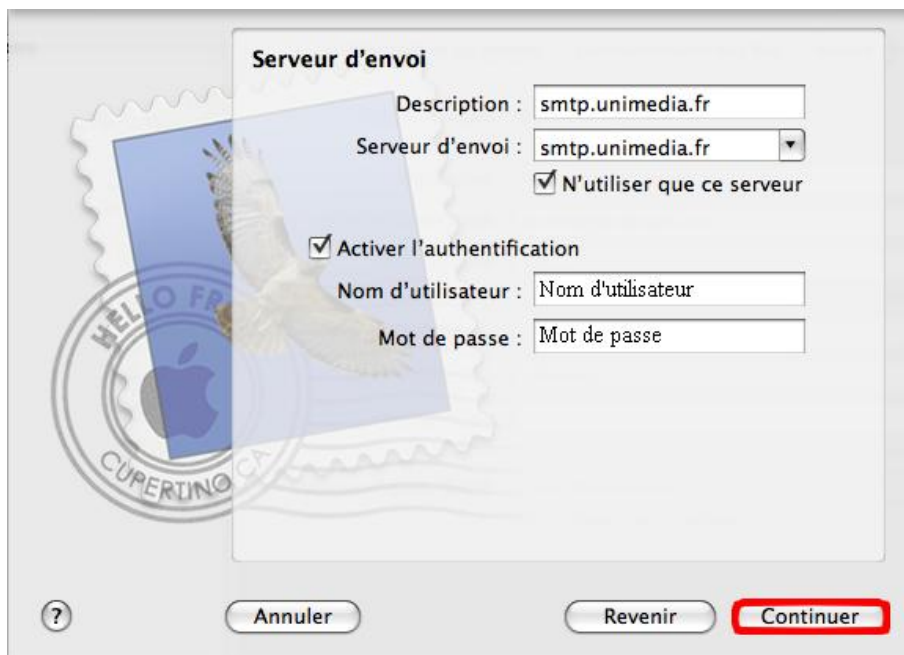 Serveur d'envoi
Description : smtp.unimedia.fr
Serveur d'envoi : smtp.unimedia.fr
N'utiliser que ce serveur
Activer l'authentification
Nom d'utilisateur : Nom d'utilisateur
Mot de passe : Mot de passe
HELLO FR
CUPERTINO CA
? Annuler Revenir Continuer